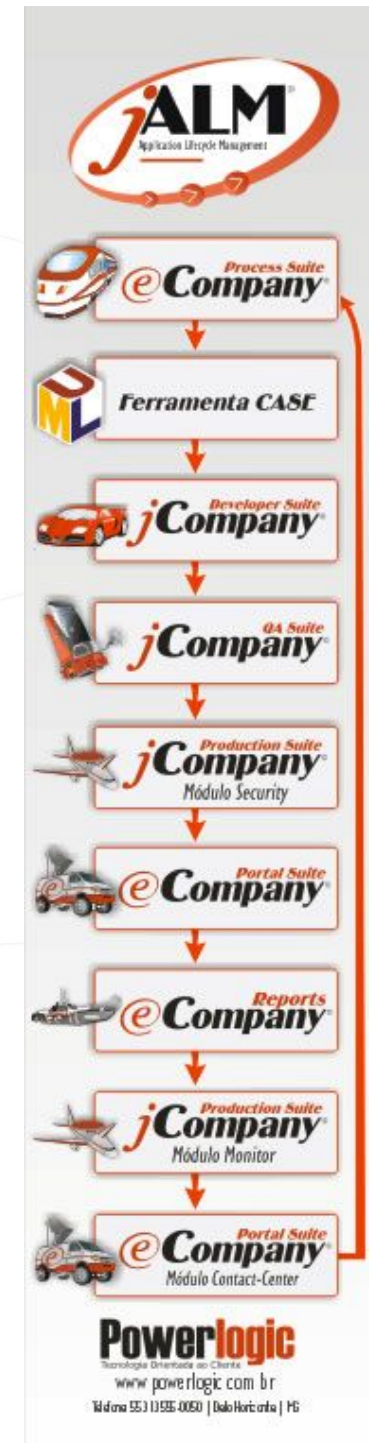 jALM®
Application Lifecycle Management
Process Suite
eCompany®
UML
Ferramenta CASE
Developer Suite
jCompany®
QA Suite
jCompany®
Production Suite
jCompany®
Módulo Security
Portal Suite
e
eCompany®
Reports
eCompany®
Production Suite
jCompany®
Módulo Monitor
Portal Suite
e
eCompany®
Módulo Contact-Center
Powerlogic
Tecnologia Orientada ao Cliente
www powerlogic com br
Belo Horizonte | MG